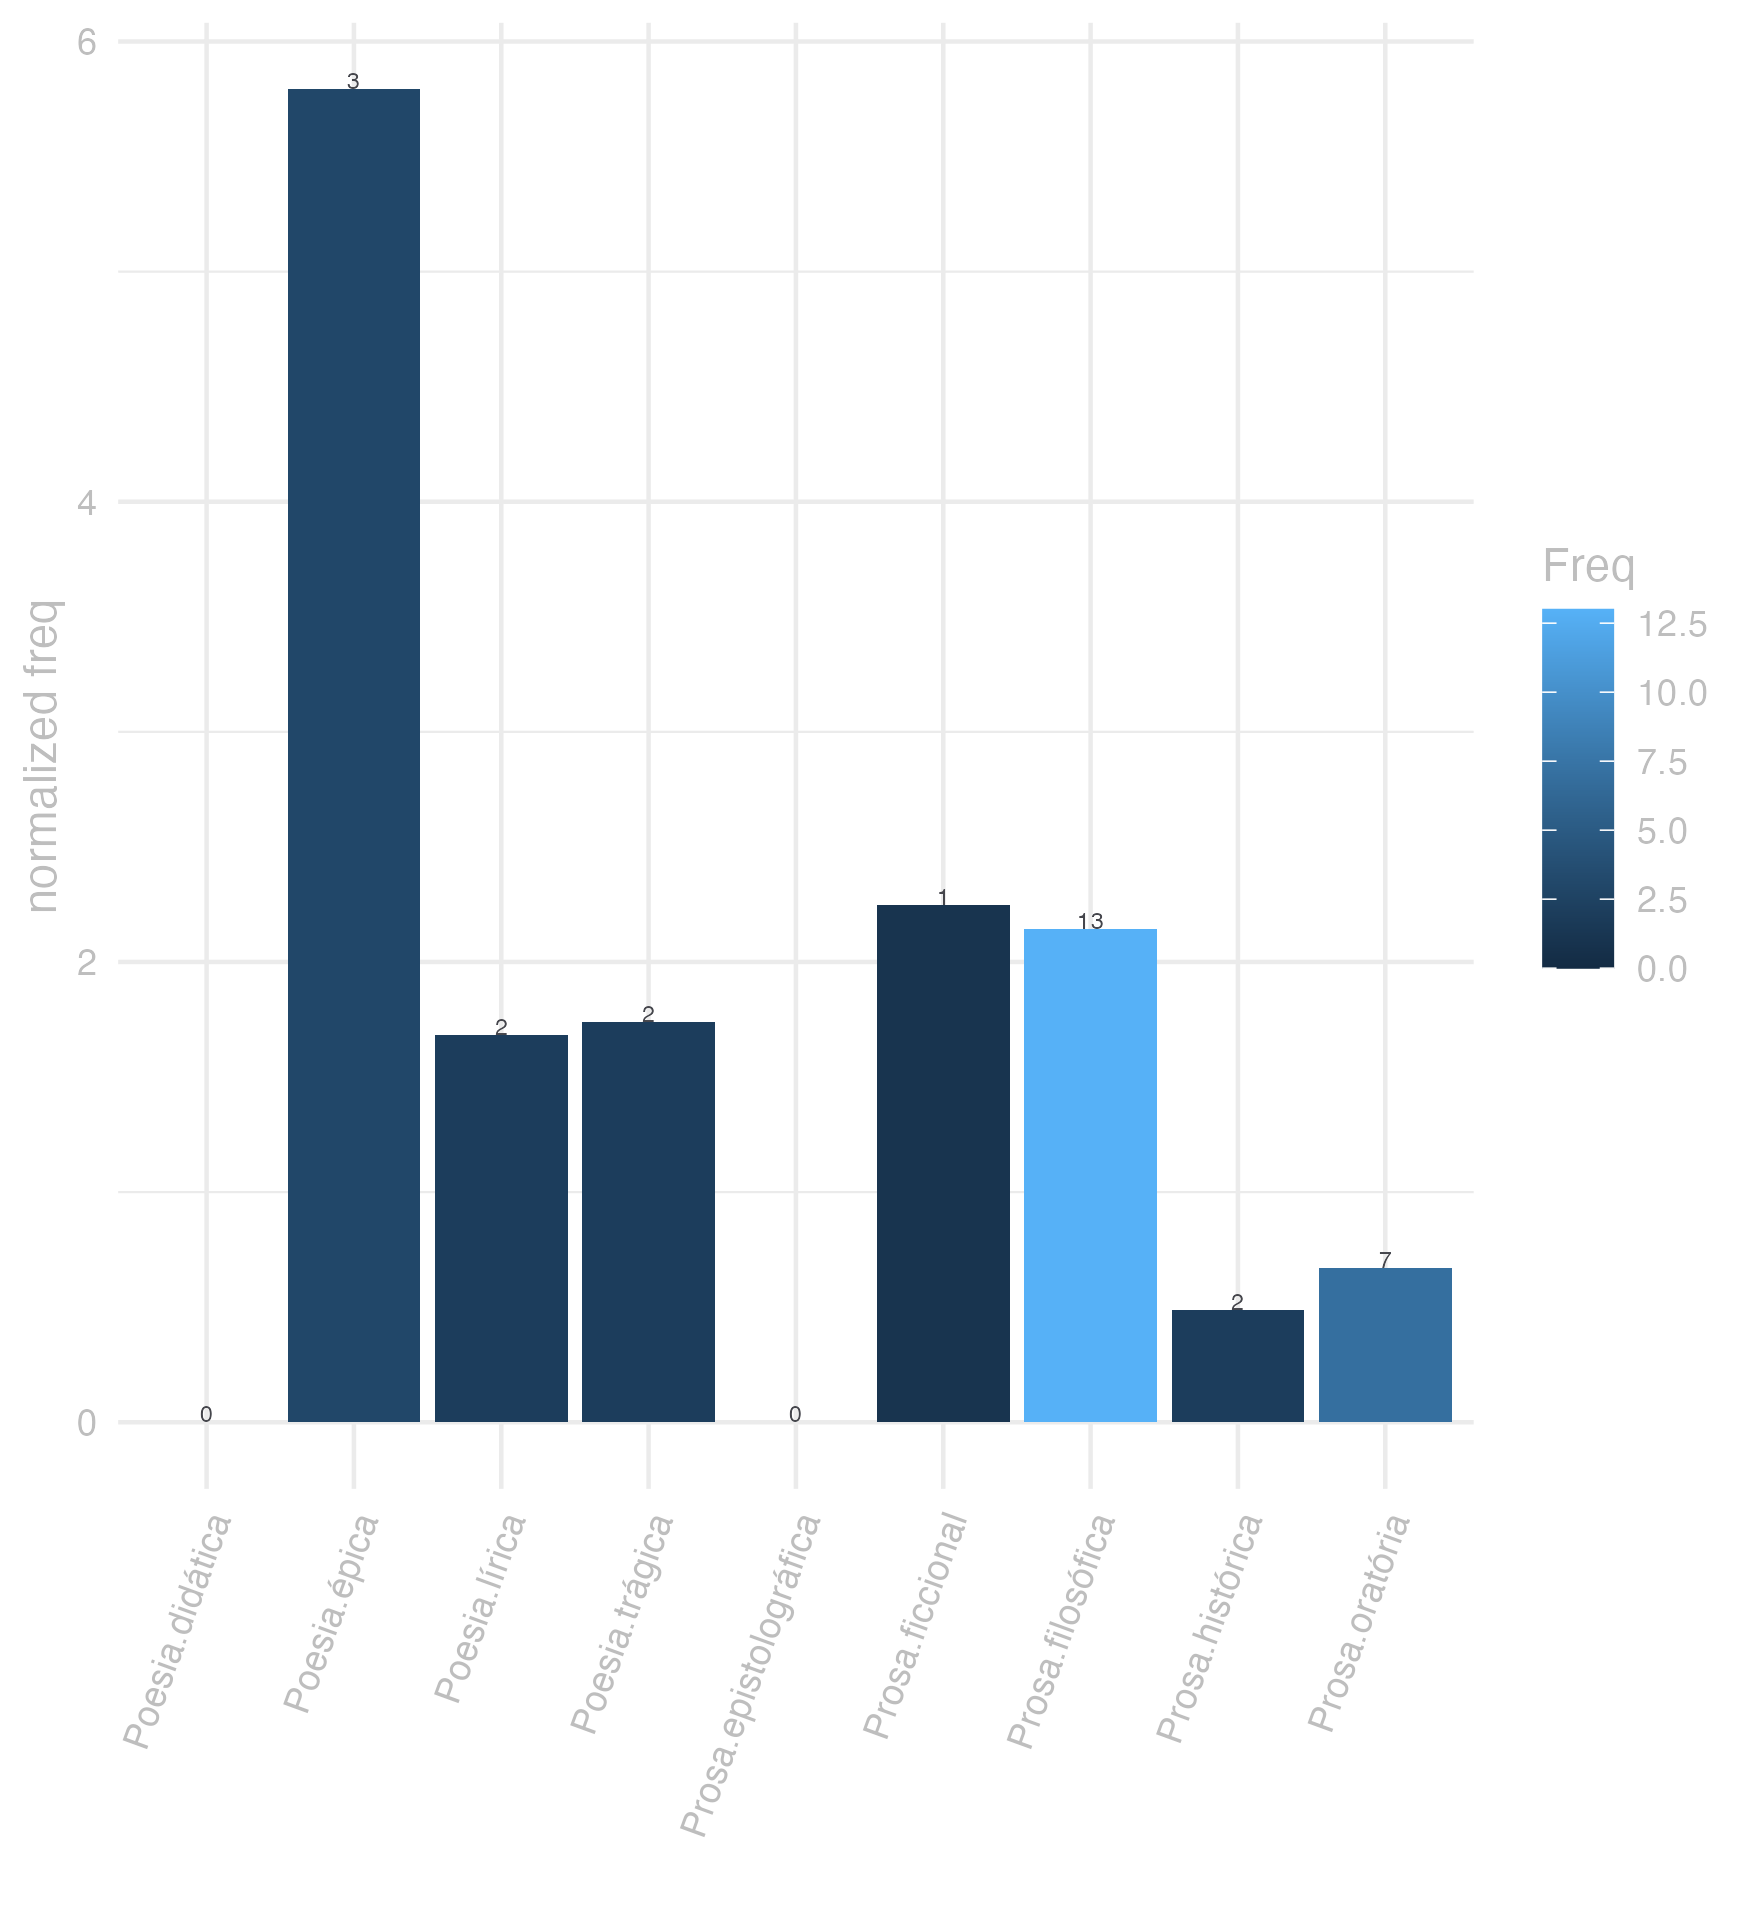 6
4
2
0
normalized freq
3
1
13
2
2
7
2
0
0
Poesia.didática
Poesia.épica
Poesia.lírica
Poesia.trágica
Prosa.epistolográfica
Prosa.ficcional
Prosa.filosófica
Prosa.histórica
Prosa.oratória
Freq
12.5
10.0
7.5
5.0
2.5
0.0